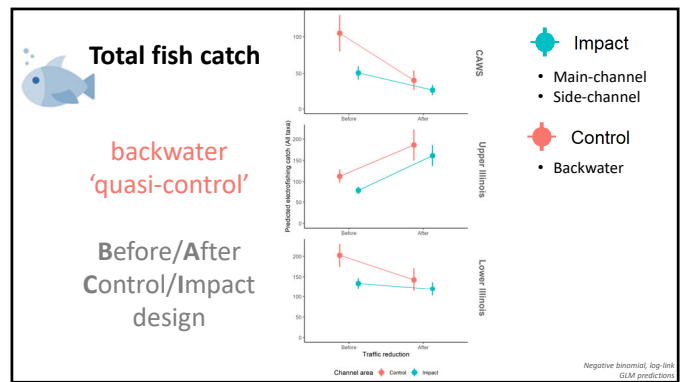 Total fish catch
backwater
'quasi-control'
Before/After
Control/Impact
design
Predicted electrofishing catch (All taxa)
100
50
0
Before
After
CAWS
200
150
100
50
0
Before
After
Upper Illinois
200
150
100
50
0
Before
After
Lower Illinois
Traffic reduction
Channel area
Control
Impact
Impact
• Main-channel
• Side-channel
Control
• Backwater
Negative binomial, log-link
GLM predictions